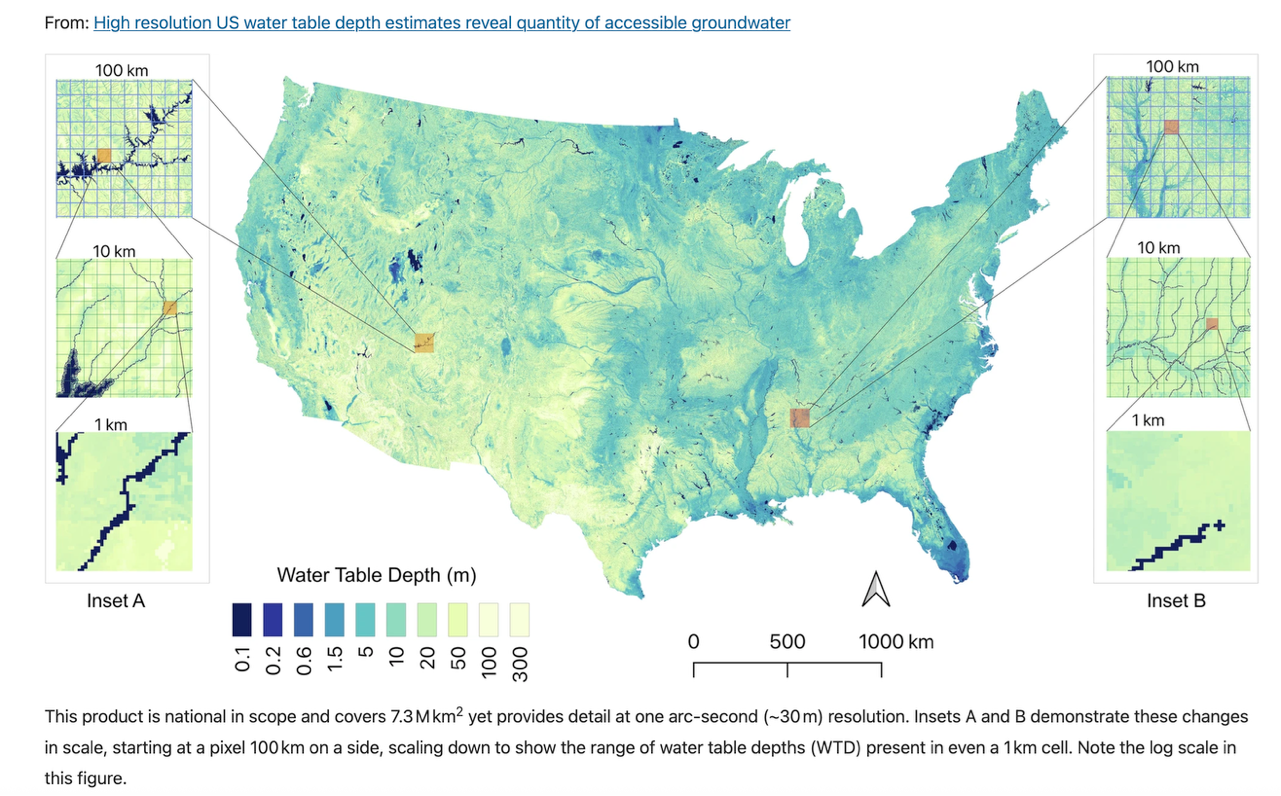 From: High resolution US water table depth estimates reveal quantity of accessible groundwater
100 km
10 km
1 km
Inset A
100 km
10 km
1 km
Inset B
Water Table Depth (m)
0.1 0.2 0.6 1.5 5 10 20 50 100 300
0 500 1000 km
This product is national in scope and covers 7.3 M km² yet provides detail at one arc-second (~30 m) resolution. Insets A and B demonstrate these changes
in scale, starting at a pixel 100 km on a side, scaling down to show the range of water table depths (WTD) present in even a 1 km cell. Note the log scale in
this figure.